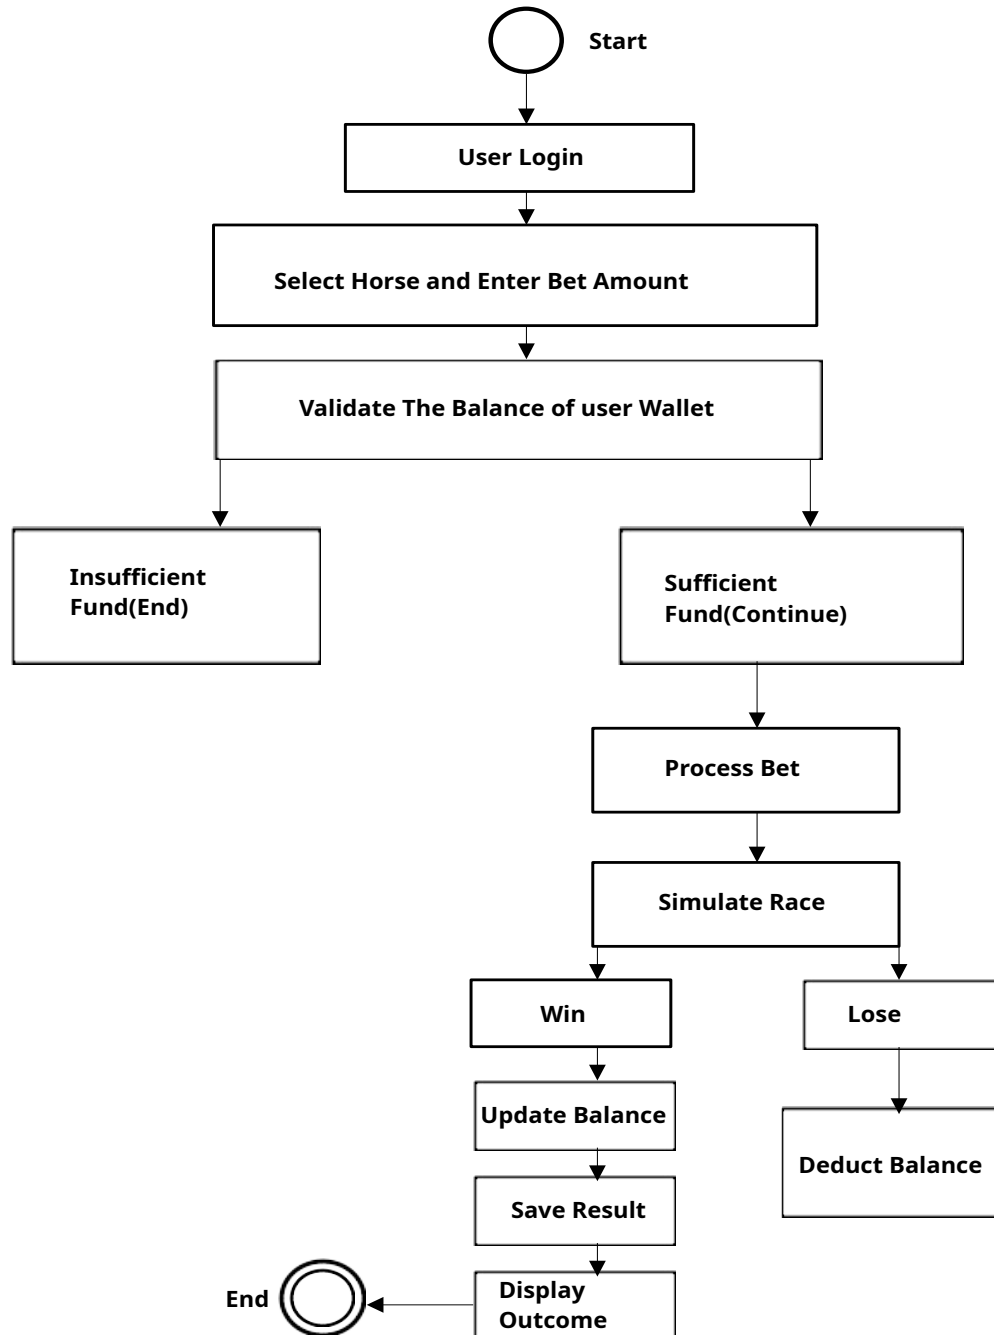 Start
User Login
Select Horse and Enter Bet Amount
Validate The Balance of user Wallet
Insufficient
Fund(End)
Sufficient
Fund(Continue)
Process Bet
Simulate Race
Win
Lose
Update Balance
Deduct Balance
Save Result
Display
Outcome
End